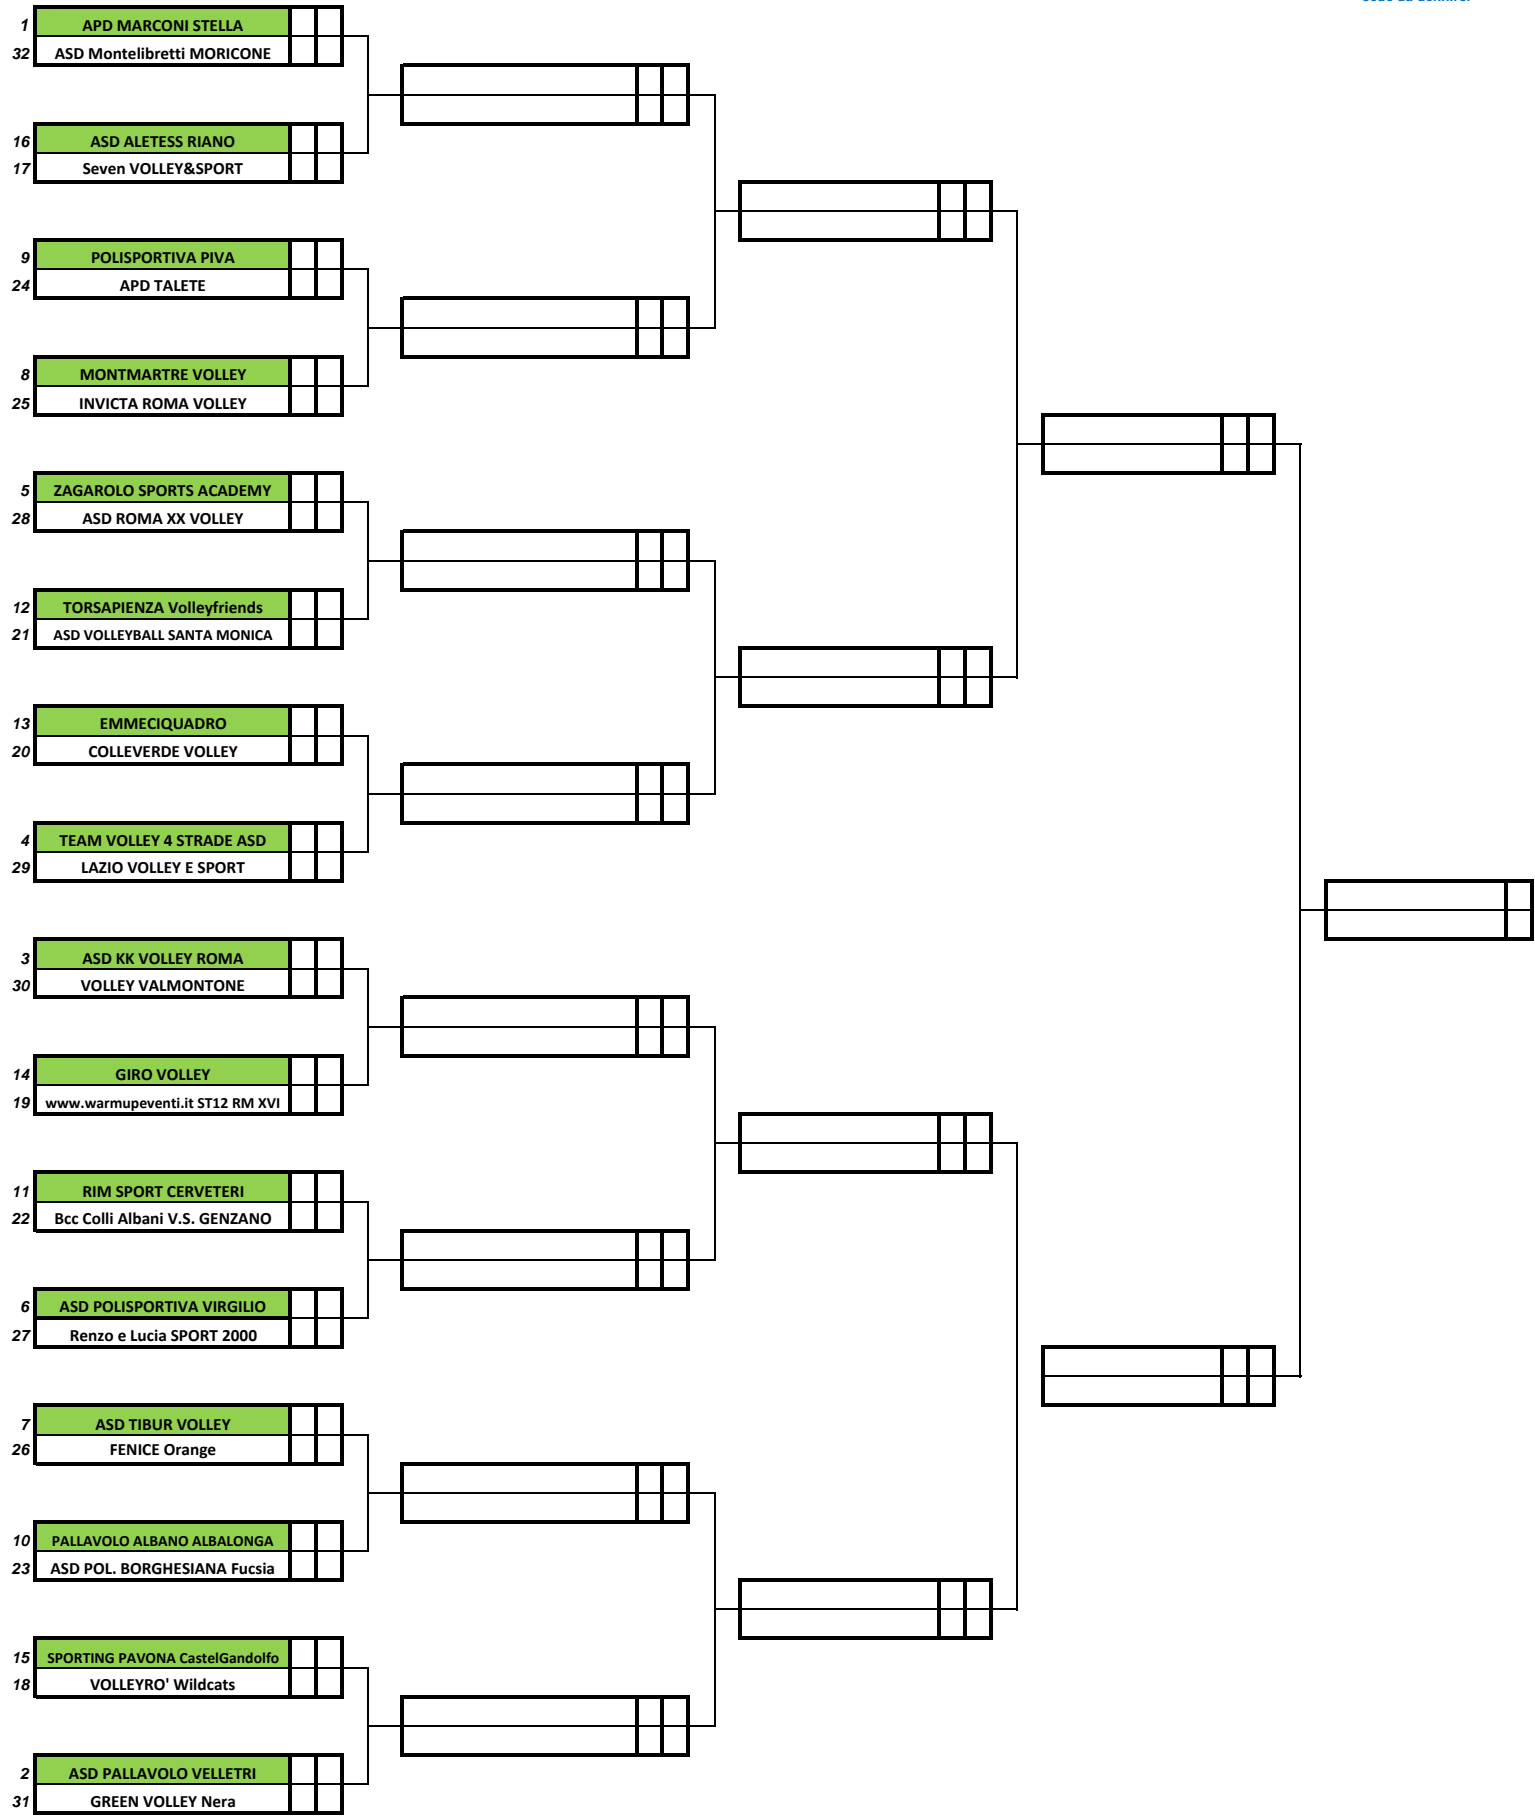 1 APD MARCONI STELLA
32 ASD Montelibretti MORICONE
16 ASD ALETESS RIANO
17 Seven VOLLEY&SPORT
9 POLISPORTIVA PIVA
24 APD TALETE
8 MONTMARTRE VOLLEY
25 INVICTA ROMA VOLLEY
5 ZAGAROLO SPORTS ACADEMY
28 ASD ROMA XX VOLLEY
12 TORSAPIENZA Volleyfriends
21 ASD VOLLEYBALL SANTA MONICA
13 EMMECIQUADRO
20 COLLEVERDE VOLLEY
4 TEAM VOLLEY 4 STRADE ASD
29 LAZIO VOLLEY E SPORT
3 ASD KK VOLLEY ROMA
30 VOLLEY VALMONTONE
14 GIRO VOLLEY
19 www.warmupeventi.it ST12 RM XVI
11 RIM SPORT CERVETERI
22 Bcc Colli Albani V.S. GENZANO
6 ASD POLISPORTIVA VIRGILIO
27 Renzo e Lucia SPORT 2000
7 ASD TIBUR VOLLEY
26 FENICE Orange
10 PALLAVOLO ALBANO ALBALONGA
23 ASD POL. BORGHESIANA Fucsia
15 SPORTING PAVONA CastelGandolfo
18 VOLLEYRO' Wildcats
2 ASD PALLAVOLO VELLETRI
31 GREEN VOLLEY Nera